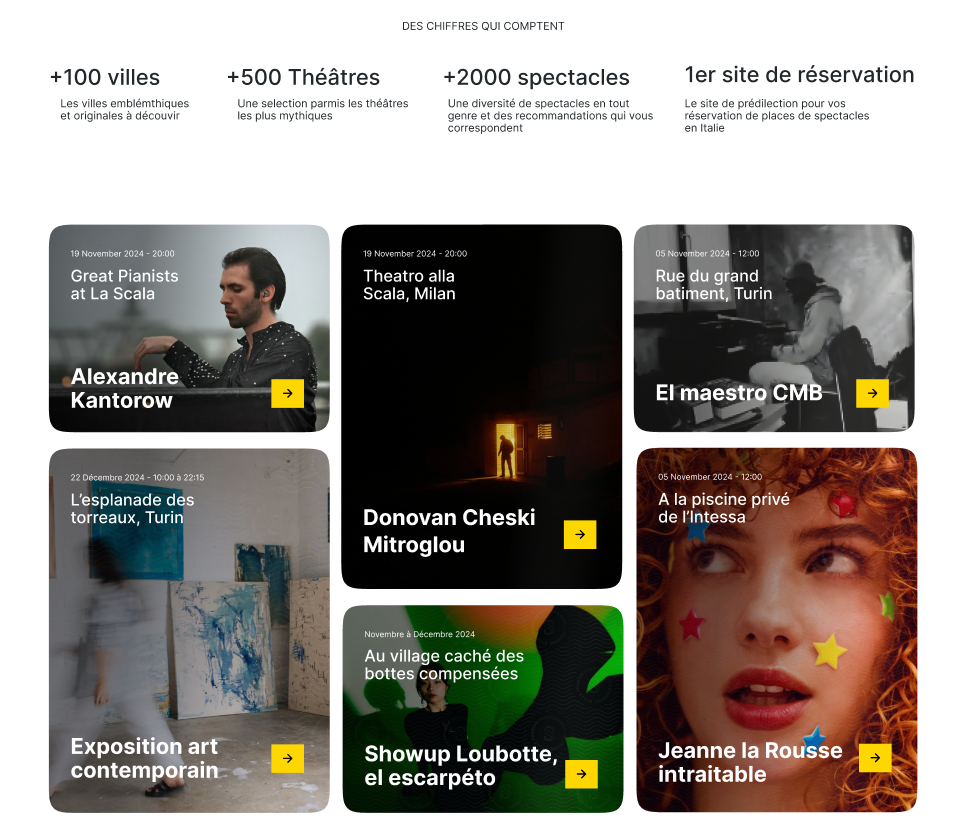 DES CHIFFRES QUI COMPTENT
+100 villes
Les villes emblémthiques
et originales à découvir
+500 Théâtres
Une selection parmis les théâtres
les plus mythiques
+2000 spectacles
Une diversité de spectacles en tout
genre et des recommandations qui vous
correspondent
1er site de réservation
Le site de prédilection pour vos
réservation de places de spectacles
en Italie
19 November 2024 - 20:00
Great Pianists
at La Scala
Alexandre
Kantorow
19 November 2024 - 20:00
Theatro alla
Scala, Milan
Donovan Cheski
Mitroglou
05 November 2024 - 12:00
Rue du grand
batiment, Turin
El maestro CMB
22 Décembre 2024 - 10:00 à 22:15
L'esplanade des
torreaux, Turin
Exposition art
contemporain
Novembre à Décembre 2024
Au village caché des
bottes compensées
Showup Loubotte,
el escarpéto
05 November 2024 - 12:00
A la piscine privé
de l'Intessa
Jeanne la Rousse
intraitable